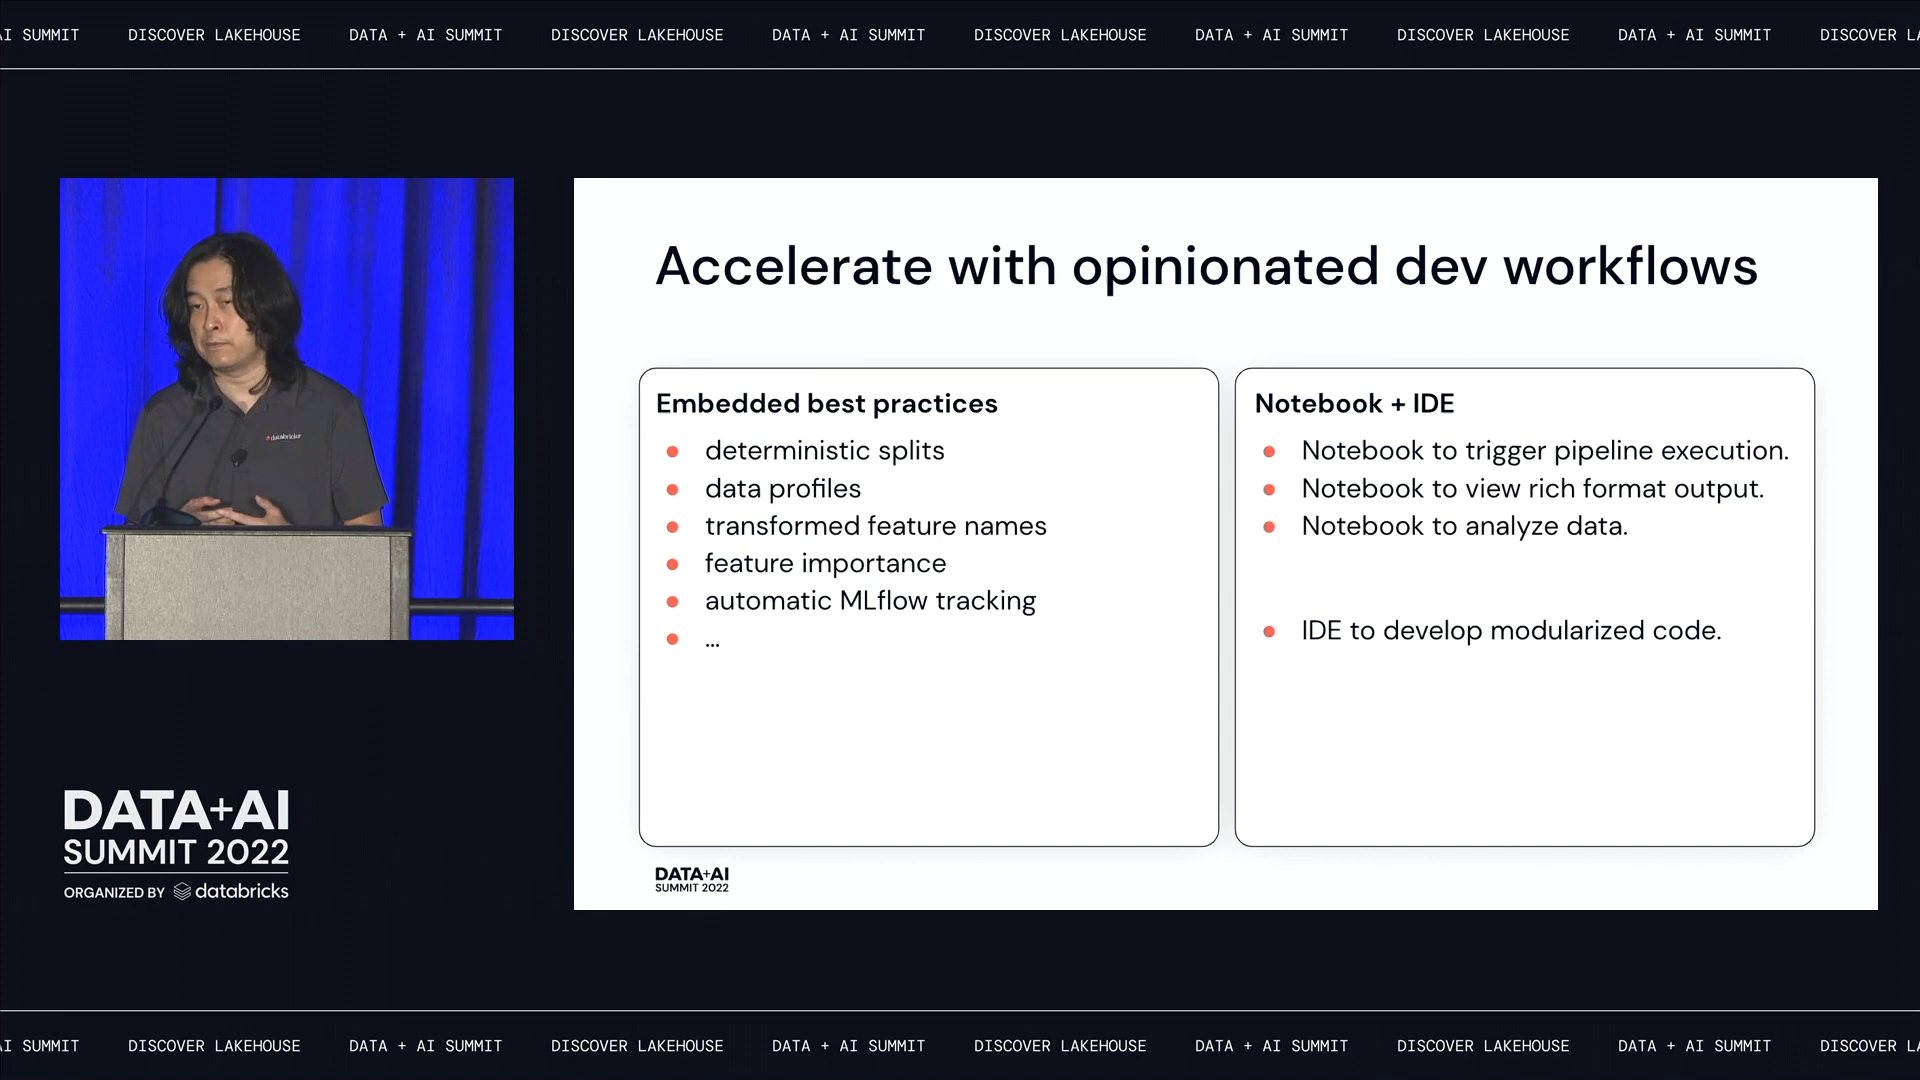 AI SUMMIT DISCOVER LAKEHOUSE DATA + AI SUMMIT DISCOVER LAKEHOUSE DATA + AI SUMMIT DISCOVER LAKEHOUSE DATA + AI SUMMIT DISCOVER LAKEHOUSE DATA + AI SUMMIT DISCOVER LA
databricks
DATA+AI
SUMMIT 2022
ORGANIZED BY databricks
Accelerate with opinionated dev workflows
Embedded best practices
• deterministic splits
• data profiles
• transformed feature names
• feature importance
• automatic MLflow tracking
• ...
Notebook + IDE
• Notebook to trigger pipeline execution.
• Notebook to view rich format output.
• Notebook to analyze data.
• IDE to develop modularized code.
DATA+AI
SUMMIT 2022
AI SUMMIT DISCOVER LAKEHOUSE DATA + AI SUMMIT DISCOVER LAKEHOUSE DATA + AI SUMMIT DISCOVER LAKEHOUSE DATA + AI SUMMIT DISCOVER LAKEHOUSE DATA + AI SUMMIT DISCOVER LA